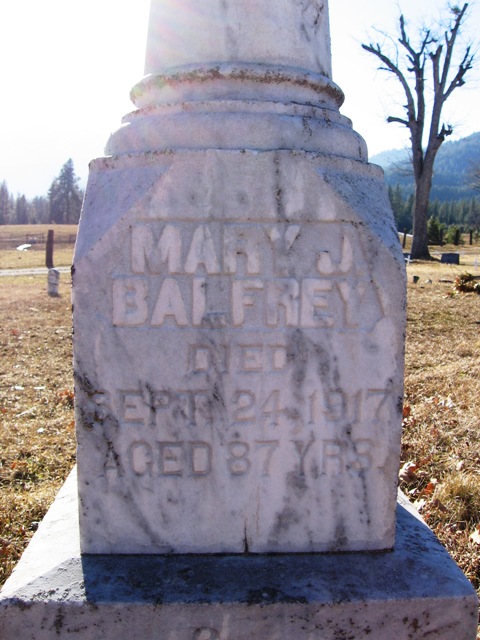 MARY J.
BALFREY
DIED
SEPT. 24, 1917
AGED 87 YRS.